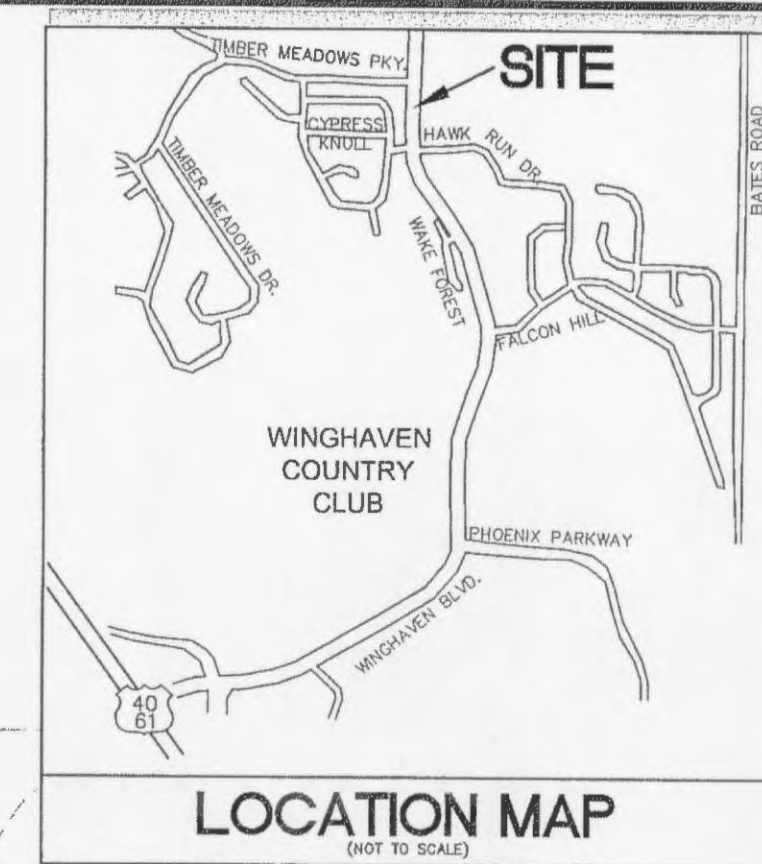 TIMBER MEADOWS PKY.
SITE
CYPRESS
KNOLL
HAWK RUN DR.
BATES ROAD
TIMBER MEADOWS DR.
WAKE FOREST
FALCON HILL
WINGHAVEN
COUNTRY
CLUB
PHOENIX PARKWAY
WINGHAVEN BLVD.
40
61
LOCATION MAP
(NOT TO SCALE)